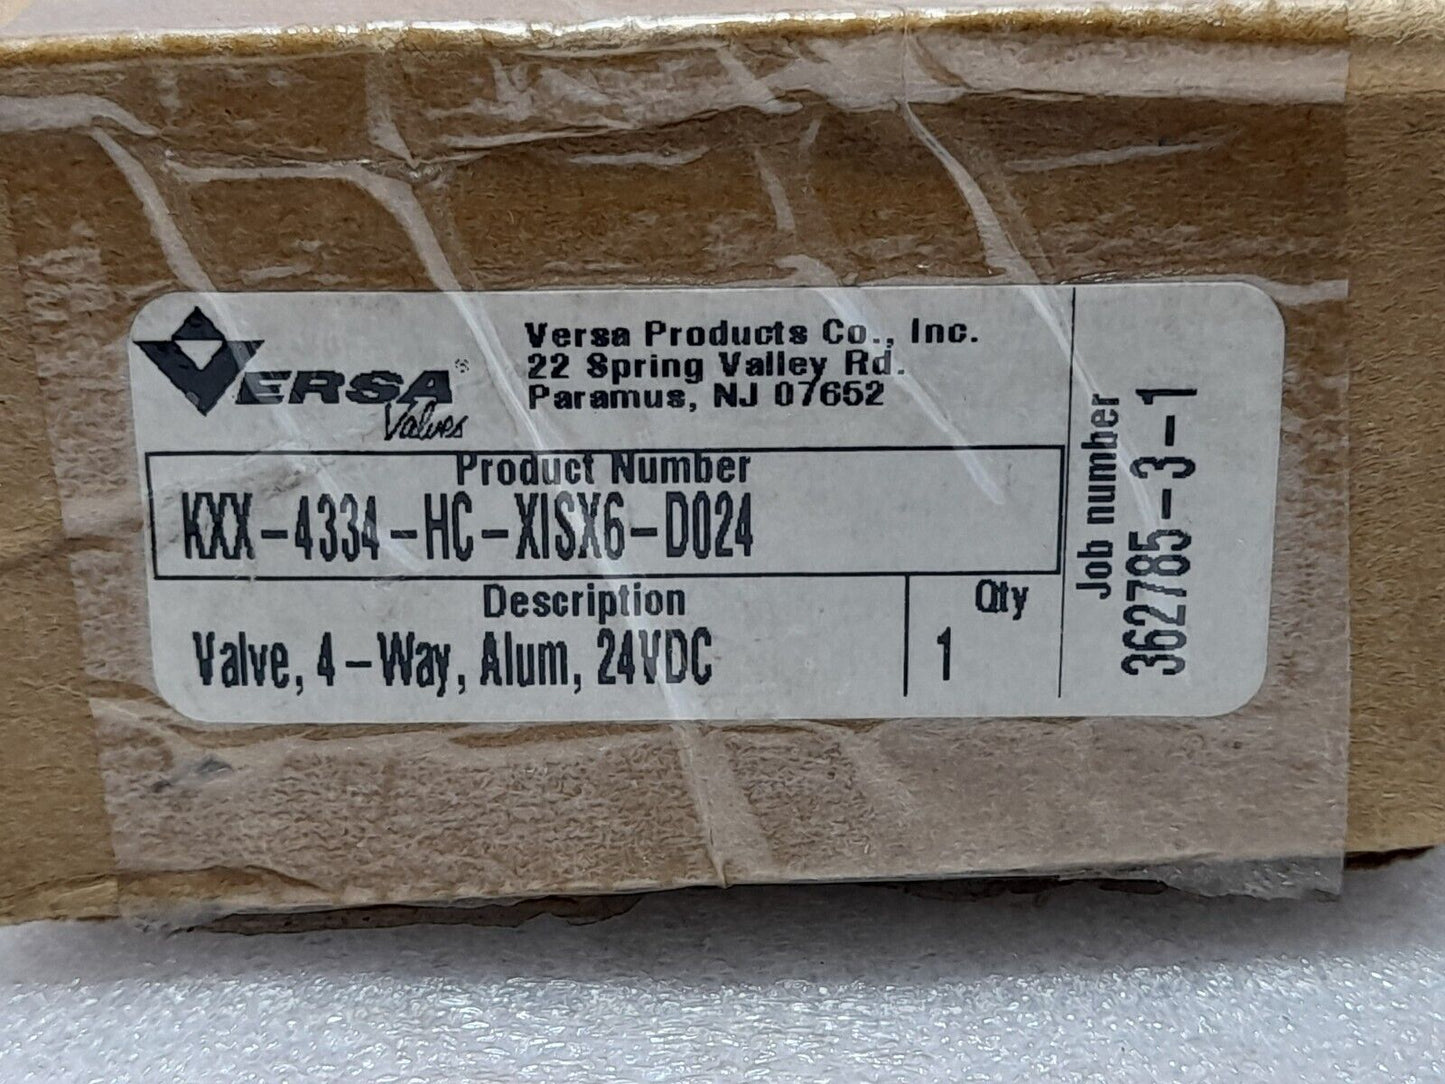 VERSA®
Valves
Versa Products Co., Inc.
22 Spring Valley Rd.
Paramus, NJ 07652
Product Number
KXX-4334-HC-XISX6-D024
Description
Valve, 4-Way, Alum, 24VDC
Qty
1
Job number
362785-3-1